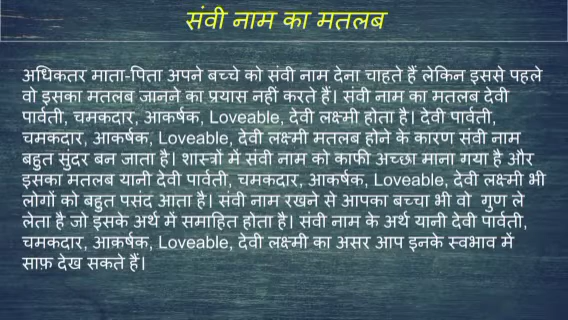 संवी नाम का मतलब
अधिकतर माता-पिता अपने बच्चे को संवी नाम देना चाहते हैं लेकिन इससे पहले
वो इसका मतलब जानने का प्रयास नहीं करते हैं। संवी नाम का मतलब देवी
पार्वती, चमकदार, आकर्षक, Loveable, देवी लक्ष्मी होता है। देवी पार्वती,
चमकदार, आकर्षक, Loveable, देवी लक्ष्मी मतलब होने के कारण संवी नाम
बहुत सुंदर बन जाता है। शास्त्रों में संवी नाम को काफी अच्छा माना गया है और
इसका मतलब यानी देवी पार्वती, चमकदार, आकर्षक, Loveable, देवी लक्ष्मी भी
लोगों को बहुत पसंद आता है। संवी नाम रखने से आपका बच्चा भी वो गुण ले
लेता है जो इसके अर्थ में समाहित होता है। संवी नाम के अर्थ यानी देवी पार्वती,
चमकदार, आकर्षक, Loveable, देवी लक्ष्मी का असर आप इनके स्वभाव में
साफ़ देख सकते हैं।